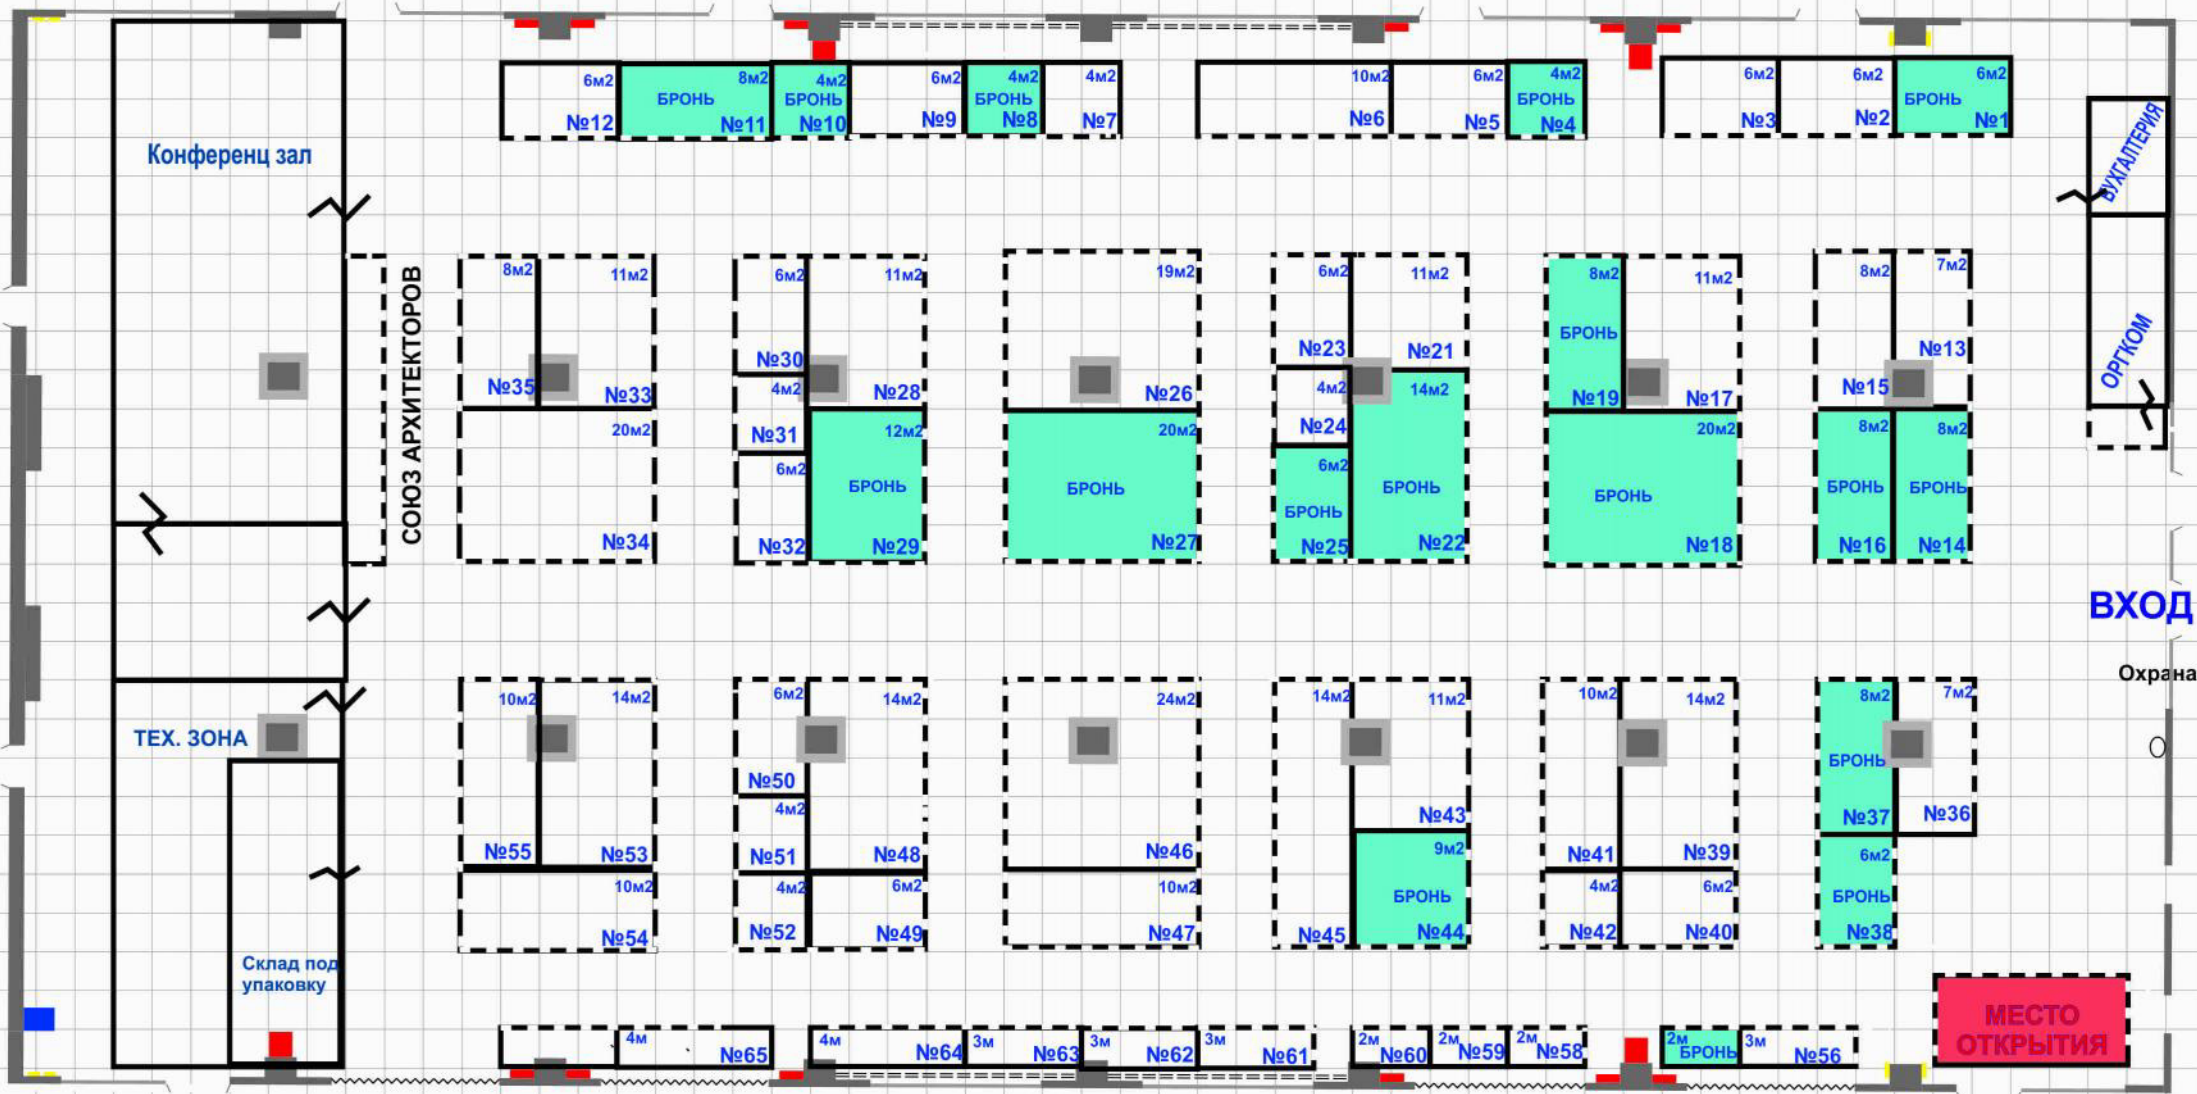 6м2
№12
8м2
БРОНЬ
№11
4м2
БРОНЬ
№10
6м2
№9
4м2
БРОНЬ
№8
4м2
№7
10м2
№6
6м2
№5
4м2
БРОНЬ
№4
6м2
№3
6м2
№2
6м2
БРОНЬ
№1
Конференц зал
БУХГАЛТЕРИЯ
ОРГКОМ
СОЮЗ АРХИТЕКТОРОВ
8м2
№35
11м2
№33
20м2
№34
6м2
№30
4м2
№31
6м2
№32
11м2
№28
12м2
БРОНЬ
№29
19м2
№26
20м2
БРОНЬ
№27
6м2
№23
4м2
№24
6м2
БРОНЬ
№25
11м2
№21
14м2
БРОНЬ
№22
8м2
БРОНЬ
№19
11м2
№17
20м2
БРОНЬ
№18
8м2
№15
7м2
№13
8м2
БРОНЬ
№16
8м2
БРОНЬ
№14
ВХОД
Охрана
ТЕХ. ЗОНА
Склад под
упаковку
10м2
№55
14м2
№53
10м2
№54
6м2
№50
4м2
№51
4м2
№52
14м2
№48
6м2
№49
24м2
№46
10м2
№47
14м2
№45
11м2
№43
9м2
БРОНЬ
№44
10м2
№41
14м2
№39
4м2
№42
6м2
№40
8м2
БРОНЬ
№37
7м2
№36
6м2
БРОНЬ
№38
МЕСТО
ОТКРЫТИЯ
4м
№65
4м
№64
3м
№63
3м
№62
3м
№61
2м
№60
2м
№59
2м
№58
2м
БРОНЬ
3м
№56